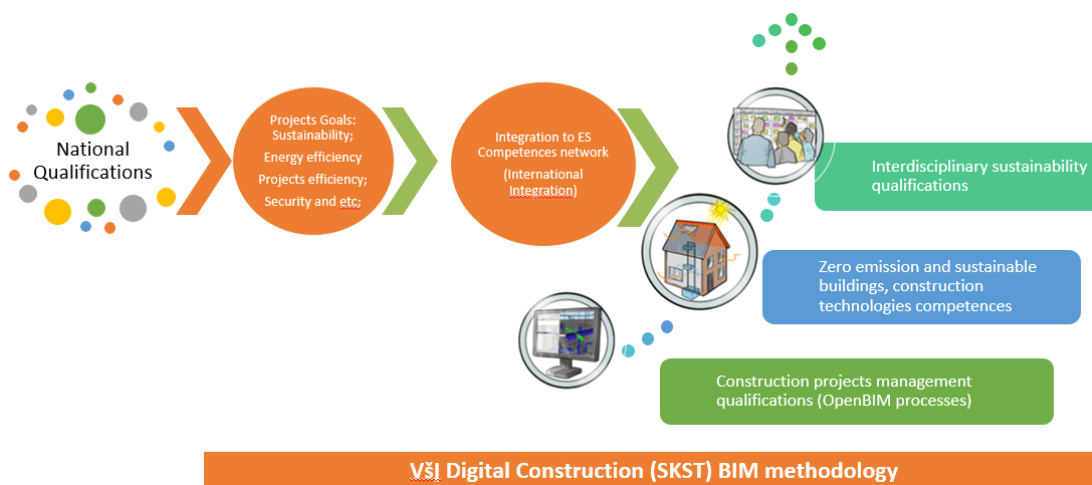 National
Qualifications
Projects Goals:
Sustainability;
Energy efficiency
Projects efficiency;
Security and etc;
Integration to ES
Competences network
(International
Integration)
Interdisciplinary sustainability
qualifications
Zero emission and sustainable
buildings, construction
technologies competences
Construction projects management
qualifications (OpenBIM processes)
VšĮ Digital Construction (SKST) BIM methodology